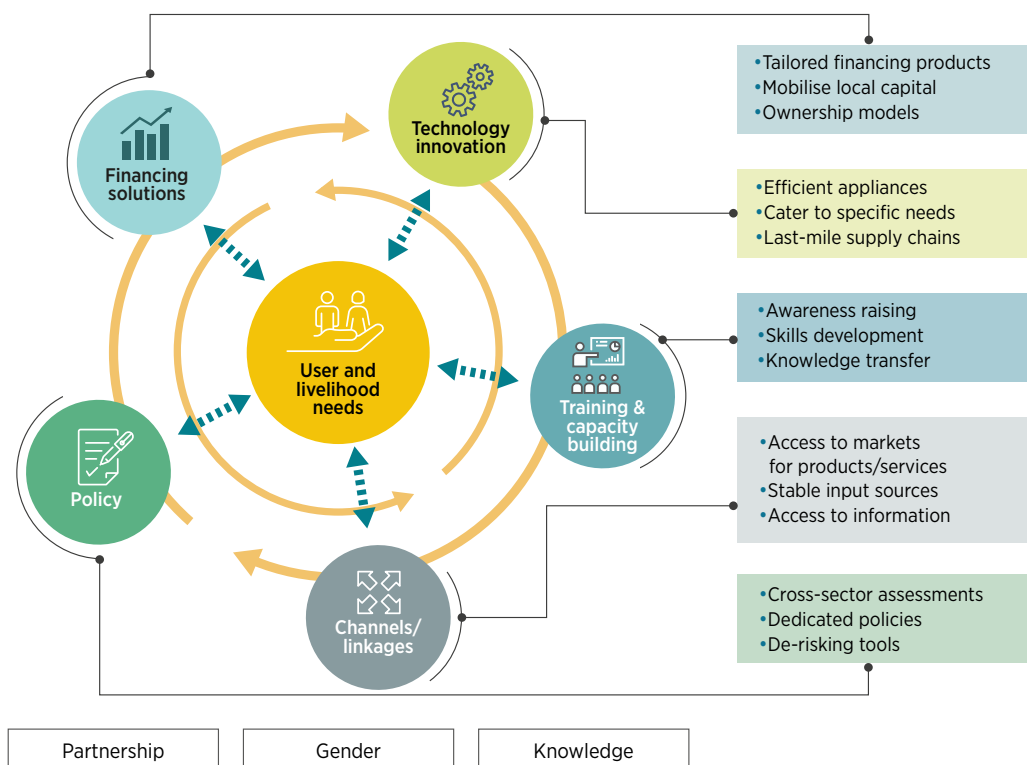 Financing
solutions
Technology
innovation
User and
livelihood
needs
Training &
capacity
building
Policy
Channels/
linkages
•Tailored financing products
•Mobilise local capital
•Ownership models
•Efficient appliances
•Cater to specific needs
•Last-mile supply chains
•Awareness raising
•Skills development
•Knowledge transfer
•Access to markets
for products/services
•Stable input sources
•Access to information
•Cross-sector assessments
•Dedicated policies
•De-risking tools
Partnership
Gender
Knowledge